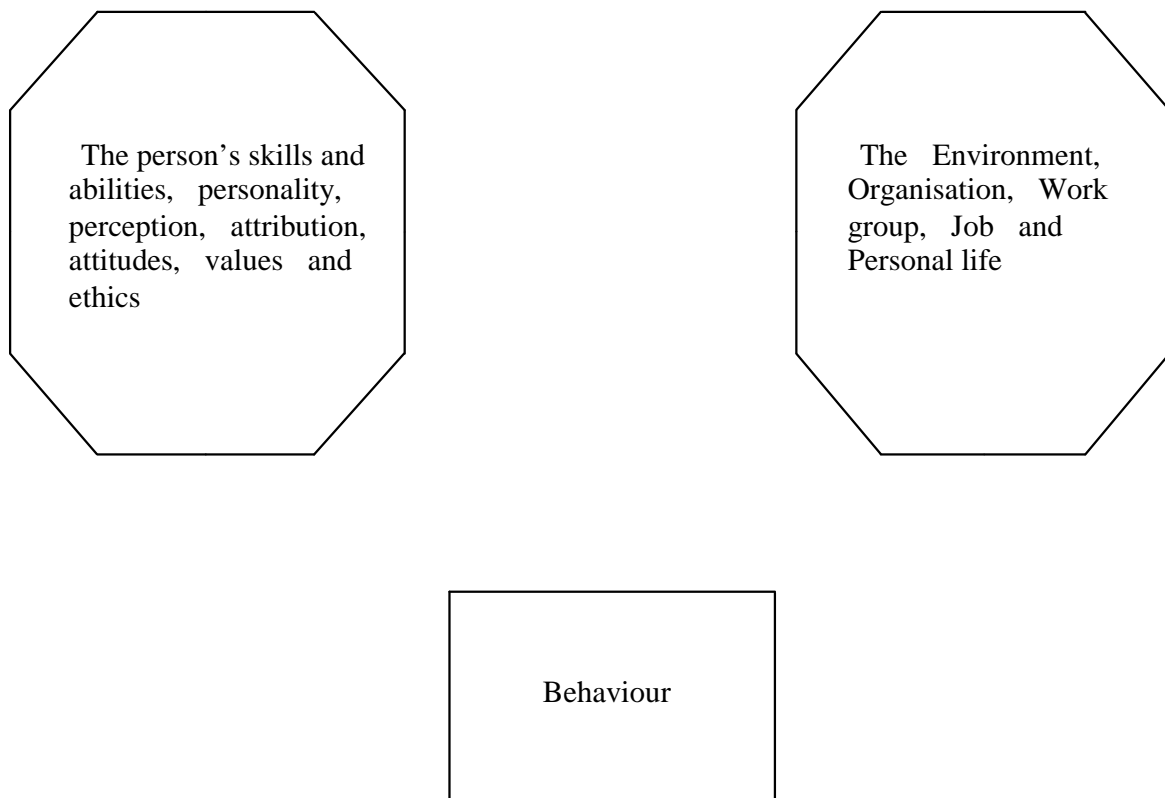 The person’s skills and
abilities, personality,
perception, attribution,
attitudes, values and
ethics
The Environment,
Organisation, Work
group, Job and
Personal life
Behaviour